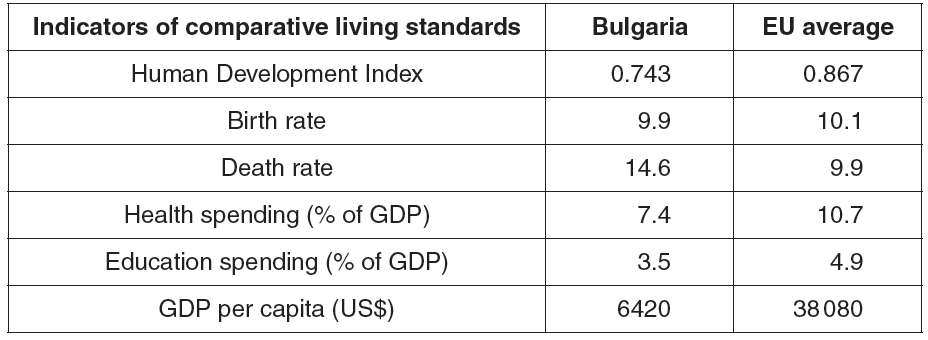 Indicators of comparative living standards Bulgaria EU average
Human Development Index 0.743 0.867
Birth rate 9.9 10.1
Death rate 14.6 9.9
Health spending (% of GDP) 7.4 10.7
Education spending (% of GDP) 3.5 4.9
GDP per capita (US$) 6420 38 080